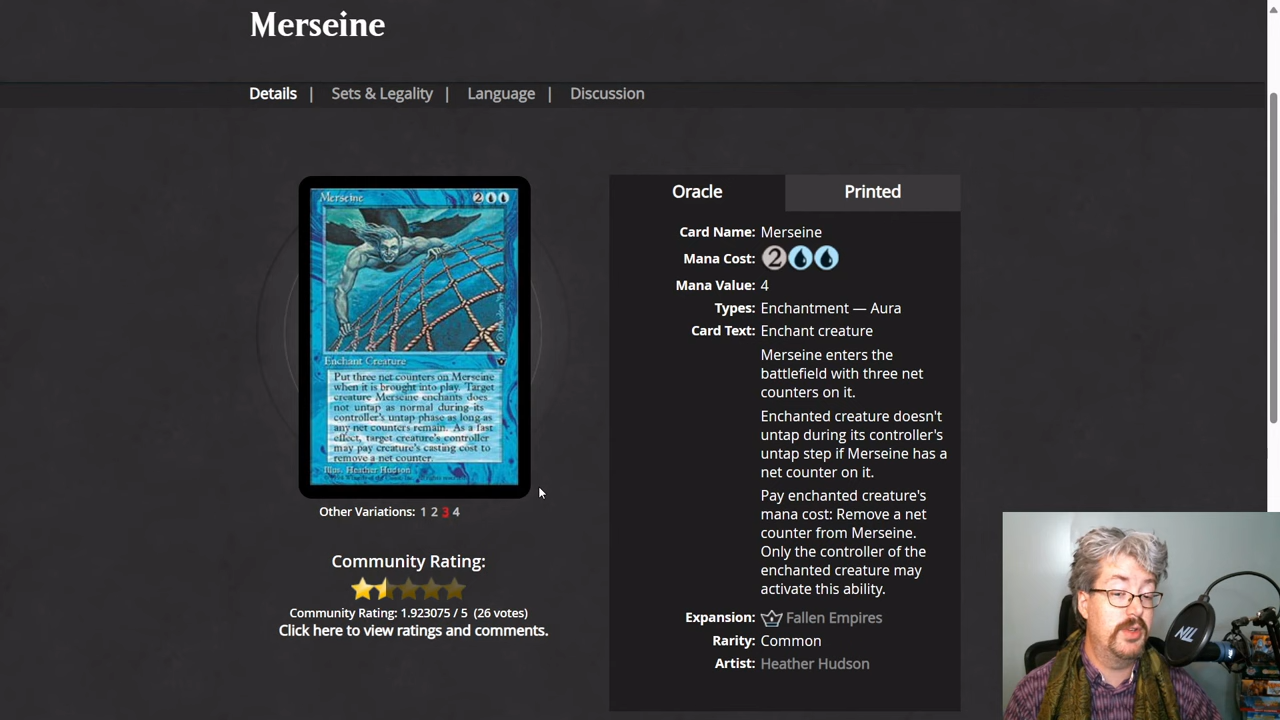 Merseine
Details | Sets & Legality | Language | Discussion
Merseine 2
Enchant Creature
Put three net counters on Merseine
when it is brought into play. Target
creature Merseine enchants does
not untap as normal during its
controller's untap phase as long as
any net counters remain. As a fast
effect, target creature's controller
may pay creature's casting cost to
remove a net counter.
Illus. Heather Hudson
Other Variations: 1 2 3 4
Community Rating:
Community Rating: 1.923075 / 5 (26 votes)
Click here to view ratings and comments.
Oracle
Printed
Card Name: Merseine
Mana Cost: 2
Mana Value: 4
Types: Enchantment — Aura
Card Text: Enchant creature
Merseine enters the
battlefield with three net
counters on it.
Enchanted creature doesn't
untap during its controller's
untap step if Merseine has a
net counter on it.
Pay enchanted creature's
mana cost: Remove a net
counter from Merseine.
Only the controller of the
enchanted creature may
activate this ability.
Expansion: Fallen Empires
Rarity: Common
Artist: Heather Hudson